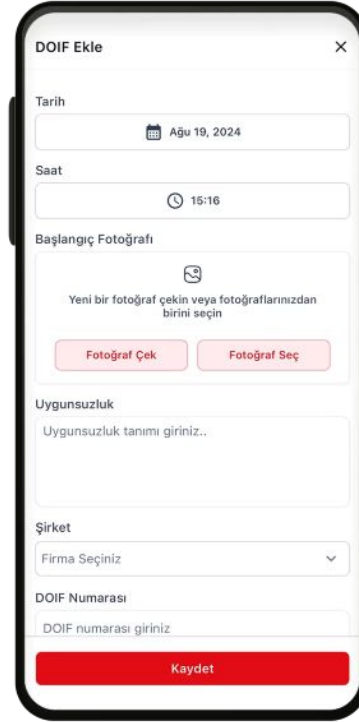 DOIF Ekle
Tarih
Ağu 19, 2024
Saat
15:16
Başlangıç Fotoğrafı
Yeni bir fotoğraf çekin veya fotoğraflarınızdan
birini seçin
Fotoğraf Çek
Fotoğraf Seç
Uygunsuzluk
Uygunsuzluk tanımı giriniz..
Şirket
Firma Seçiniz
DOIF Numarası
DOIF numarası giriniz
Kaydet